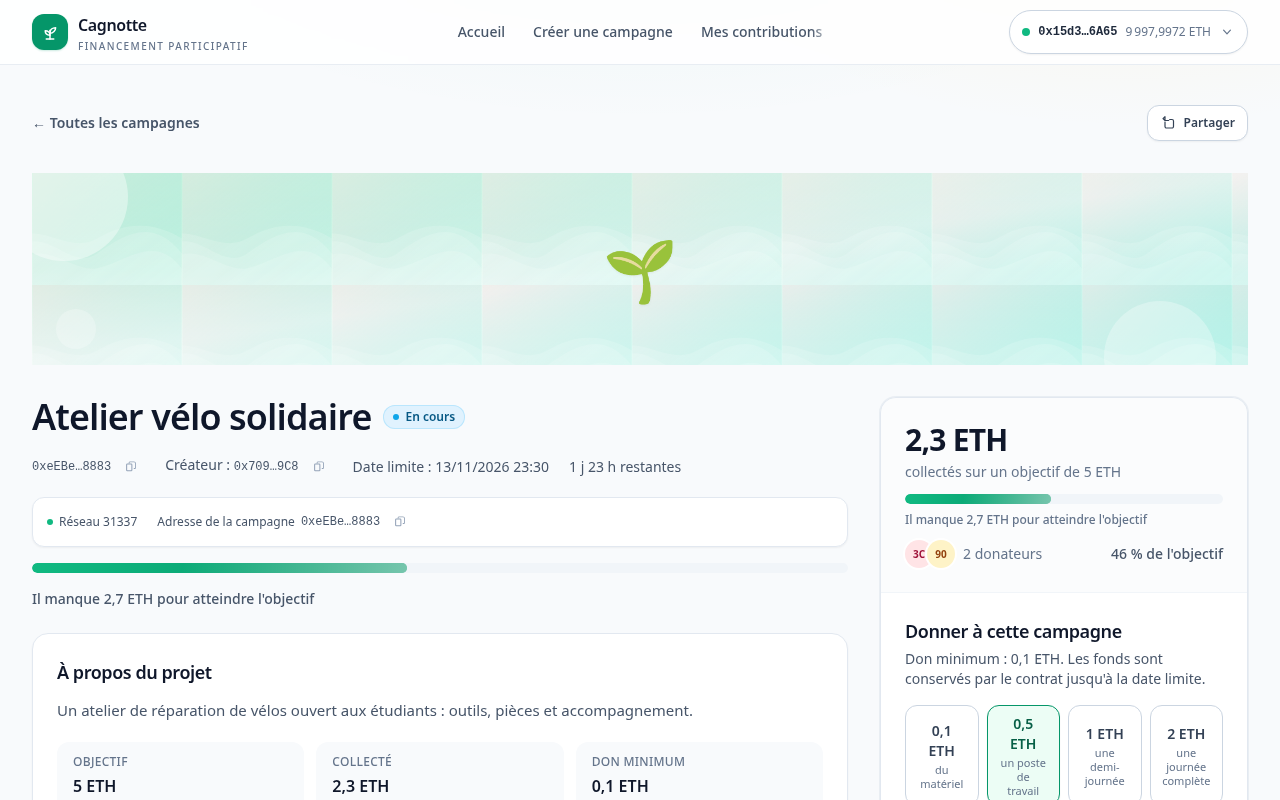 Cagnotte
FINANCEMENT PARTICIPATIF
Accueil
Créer une campagne
Mes contributions
0x15d3…6A65 9 997,9972 ETH
← Toutes les campagnes
Partager
Atelier vélo solidaire
En cours
0xeEBe…8883
Créateur : 0x709…9C8
Date limite : 13/11/2026 23:30
1 j 23 h restantes
Réseau 31337
Adresse de la campagne 0xeEBe…8883
Il manque 2,7 ETH pour atteindre l'objectif
À propos du projet
Un atelier de réparation de vélos ouvert aux étudiants : outils, pièces et accompagnement.
OBJECTIF
5 ETH
COLLECTÉ
2,3 ETH
DON MINIMUM
0,1 ETH
2,3 ETH
collectés sur un objectif de 5 ETH
Il manque 2,7 ETH pour atteindre l'objectif
3C
90
2 donateurs
46 % de l'objectif
Donner à cette campagne
Don minimum : 0,1 ETH. Les fonds sont
conservés par le contrat jusqu'à la date limite.
0,1
ETH
du
matériel
0,5
ETH
un poste
de
travail
1 ETH
une
demi-
journée
2 ETH
une
journée
complète